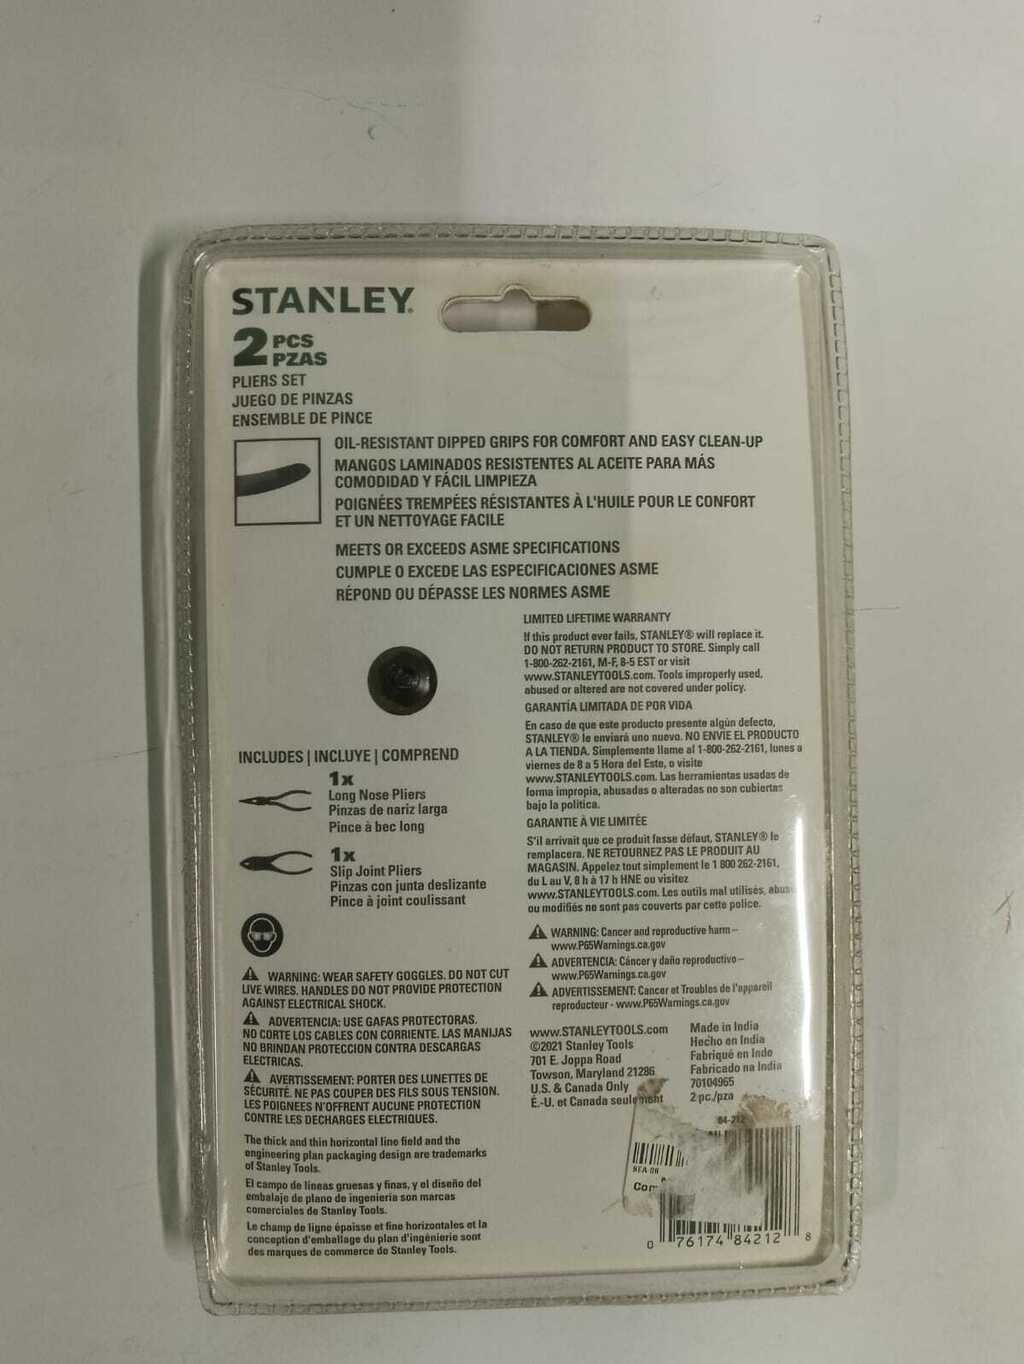 STANLEY®
2 PCS
PZAS
PLIERS SET
JUEGO DE PINZAS
ENSEMBLE DE PINCE
OIL-RESISTANT DIPPED GRIPS FOR COMFORT AND EASY CLEAN-UP
MANGOS LAMINADOS RESISTENTES AL ACEITE PARA MÁS
COMODIDAD Y FÁCIL LIMPIEZA
POIGNÉES TREMPÉES RÉSISTANTES À L'HUILE POUR LE CONFORT
ET UN NETTOYAGE FACILE
MEETS OR EXCEEDS ASME SPECIFICATIONS
CUMPLE O EXCEDE LAS ESPECIFICACIONES ASME
RÉPOND OU DÉPASSE LES NORMES ASME
INCLUDES | INCLUYE | COMPREND
1x
Long Nose Pliers
Pinzas de nariz larga
Pince à bec long
1x
Slip Joint Pliers
Pinzas con junta deslizante
Pince à joint coulissant
WARNING: WEAR SAFETY GOGGLES. DO NOT CUT
LIVE WIRES. HANDLES DO NOT PROVIDE PROTECTION
AGAINST ELECTRICAL SHOCK.
ADVERTENCIA: USE GAFAS PROTECTORAS.
NO CORTE LOS CABLES CON CORRIENTE. LAS MANIJAS
NO BRINDAN PROTECCION CONTRA DESCARGAS
ELECTRICAS.
AVERTISSEMENT: PORTER DES LUNETTES DE
SÉCURITÉ. NE PAS COUPER DES FILS SOUS TENSION.
LES POIGNEES N'OFFRENT AUCUNE PROTECTION
CONTRE LES DECHARGES ELECTRIQUES.
The thick and thin horizontal line field and the
engineering plan packaging design are trademarks
of Stanley Tools.
El campo de líneas gruesas y finas, y el diseño del
embalaje de plano de ingeniería son marcas
comerciales de Stanley Tools.
Le champ de ligne épaisse et fine horizontales et la
conception d'emballage du plan d'ingénierie sont
des marques de commerce de Stanley Tools.
LIMITED LIFETIME WARRANTY
If this product ever fails, STANLEY® will replace it.
DO NOT RETURN PRODUCT TO STORE. Simply call
1-800-262-2161, M-F, 8-5 EST or visit
www.STANLEYTOOLS.com. Tools improperly used,
abused or altered are not covered under policy.
GARANTÍA LIMITADA DE POR VIDA
En caso de que este producto presente algún defecto,
STANLEY® le enviará uno nuevo. NO ENVIE EL PRODUCTO
A LA TIENDA. Simplemente llame al 1-800-262-2161, lunes a
viernes de 8 a 5 Hora del Este, o visite
www.STANLEYTOOLS.com. Las herramientas usadas de
forma impropia, abusadas o alteradas no son cubiertas
bajo la política.
GARANTIE À VIE LIMITÉE
S'il arrivait que ce produit fasse défaut, STANLEY® le
remplacera. NE RETOURNEZ PAS LE PRODUIT AU
MAGASIN. Appelez tout simplement le 1 800 262-2161,
du L au V, 8 h à 17 h HNE ou visitez
www.STANLEYTOOLS.com. Les outils mal utilisés,
ou modifiés ne sont pas couverts par cette police.
WARNING: Cancer and reproductive harm –
www.P65Warnings.ca.gov
ADVERTENCIA: Cáncer y daño reproductivo –
www.P65Warnings.ca.gov
ADVERTISSEMENT: Cancer et Troubles de l'appareil
reproducteur - www.P65Warnings.ca.gov
www.STANLEYTOOLS.com
©2021 Stanley Tools
701 E. Joppa Road
Towson, Maryland 21286
U.S. & Canada Only
É.-U. et Canada seulement
Made in India
Hecho en India
Fabriqué en Inde
Fabricado na India
70104965
2 pc./pza
84-212
0 76174 84212 8